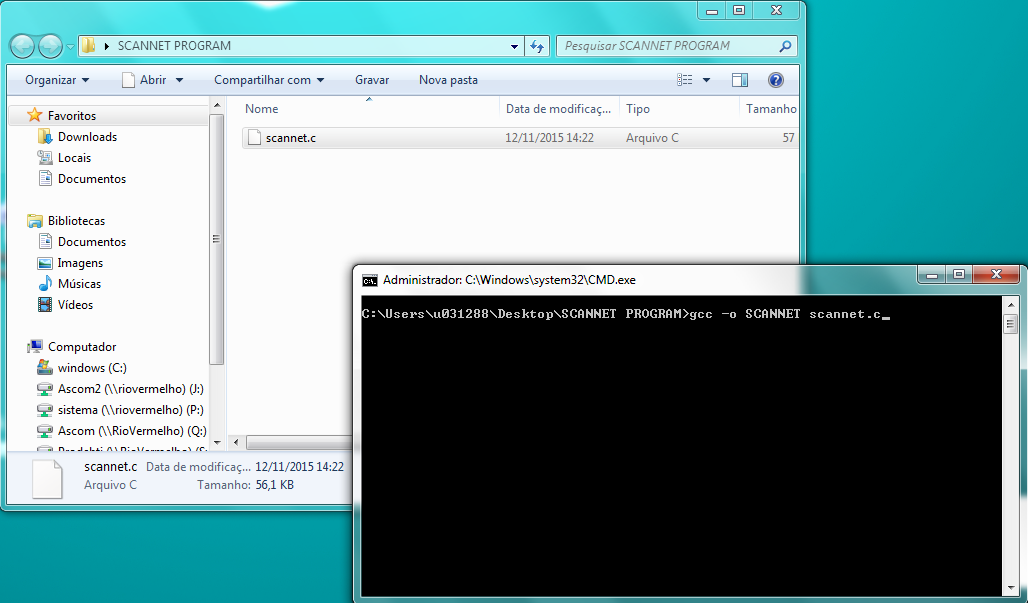 SCANNET PROGRAM
Pesquisar SCANNET PROGRAM
Organizar Abrir Compartilhar com Gravar Nova pasta
Nome Data de modificaç... Tipo Tamanho
scannet.c 12/11/2015 14:22 Arquivo C 57
Favoritos
Downloads
Locais
Documentos
Bibliotecas
Documentos
Imagens
Músicas
Vídeos
Computador
windows (C:)
Ascom2 (\\riovermelho) (J:)
sistema (\\riovermelho) (P:)
Ascom (\\RioVermelho) (Q:)
scannet.c Data de modificaç... 12/11/2015 14:22
Arquivo C Tamanho: 56,1 KB
Administrador: C:\Windows\system32\CMD.exe
C:\Users\u031288\Desktop\SCANNET PROGRAM>gcc -o SCANNET scannet.c_